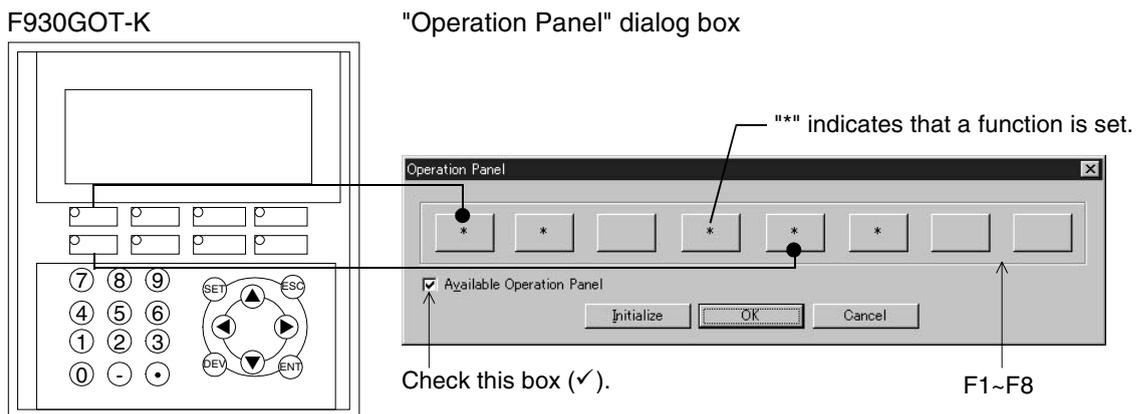 F930GOT-K
"Operation Panel" dialog box
"*" indicates that a function is set.
Operation Panel
* * * * *
Available Operation Panel
Initialize OK Cancel
7 8 9
4 5 6
1 2 3
0 - •
SET ESC
DEV ENT
Check this box (✓).
F1~F8